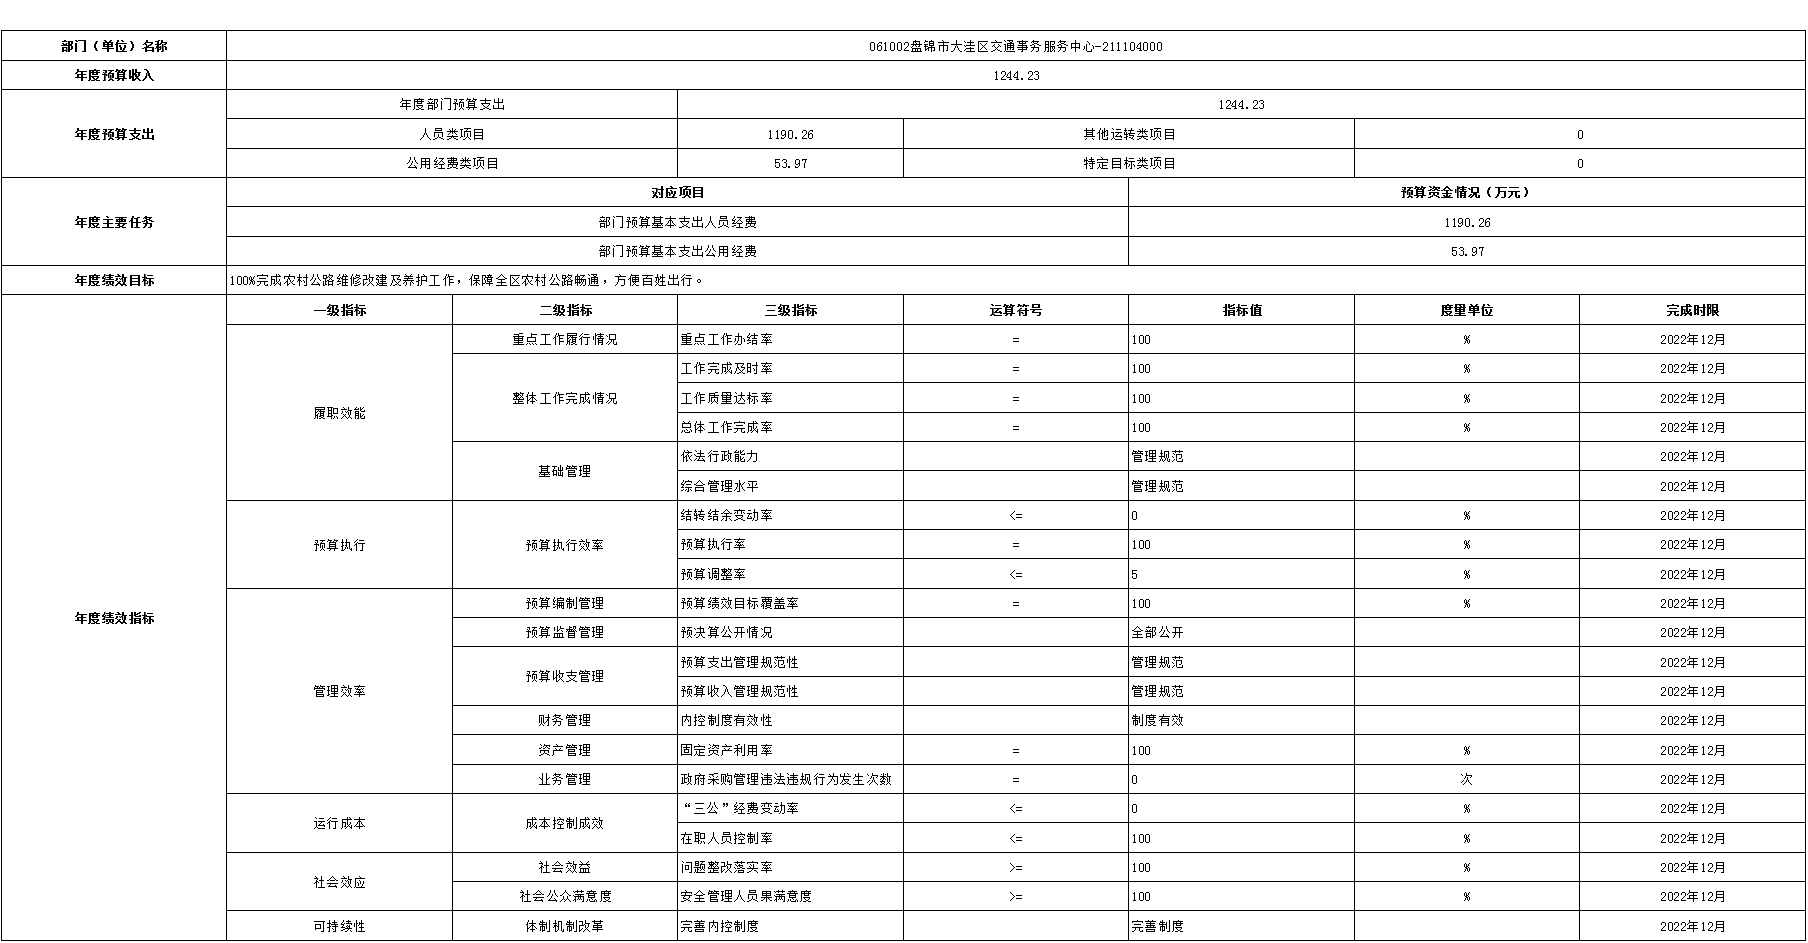 部门（单位）名称 061002盘锦市大洼区交通事务服务中心-211104000
年度预算收入 1244.23
年度预算支出 年度部门预算支出 1244.23
人员类项目 1190.26 其他运转类项目 0
公用经费类项目 53.97 特定目标类项目 0
年度主要任务 对应项目 预算资金情况（万元）
部门预算基本支出人员经费 1190.26
部门预算基本支出公用经费 53.97
年度绩效目标 100%完成农村公路维修改建及养护工作，保障全区农村公路畅通，方便百姓出行。
年度绩效指标 一级指标 二级指标 三级指标 运算符号 指标值 度量单位 完成时限
履职效能 重点工作履行情况 重点工作办结率 = 100 % 2022年12月
整体工作完成情况 工作完成及时率 = 100 % 2022年12月
工作质量达标率 = 100 % 2022年12月
总体工作完成率 = 100 % 2022年12月
基础管理 依法行政能力 管理规范 2022年12月
综合管理水平 管理规范 2022年12月
预算执行 预算执行效率 结转结余变动率 <= 0 % 2022年12月
预算执行率 = 100 % 2022年12月
预算调整率 <= 5 % 2022年12月
管理效率 预算编制管理 预算绩效目标覆盖率 = 100 % 2022年12月
预算监督管理 预决算公开情况 全部公开 2022年12月
预算收支管理 预算支出管理规范性 管理规范 2022年12月
预算收入管理规范性 管理规范 2022年12月
财务管理 内控制度有效性 制度有效 2022年12月
资产管理 固定资产利用率 = 100 % 2022年12月
业务管理 政府采购管理违法违规行为发生次数 = 0 次 2022年12月
运行成本 成本控制成效 “三公”经费变动率 <= 0 % 2022年12月
在职人员控制率 <= 100 % 2022年12月
社会效应 社会效益 问题整改落实率 >= 100 % 2022年12月
社会公众满意度 安全管理人员果满意度 >= 100 % 2022年12月
可持续性 体制机制改革 完善内控制度 完善制度 2022年12月